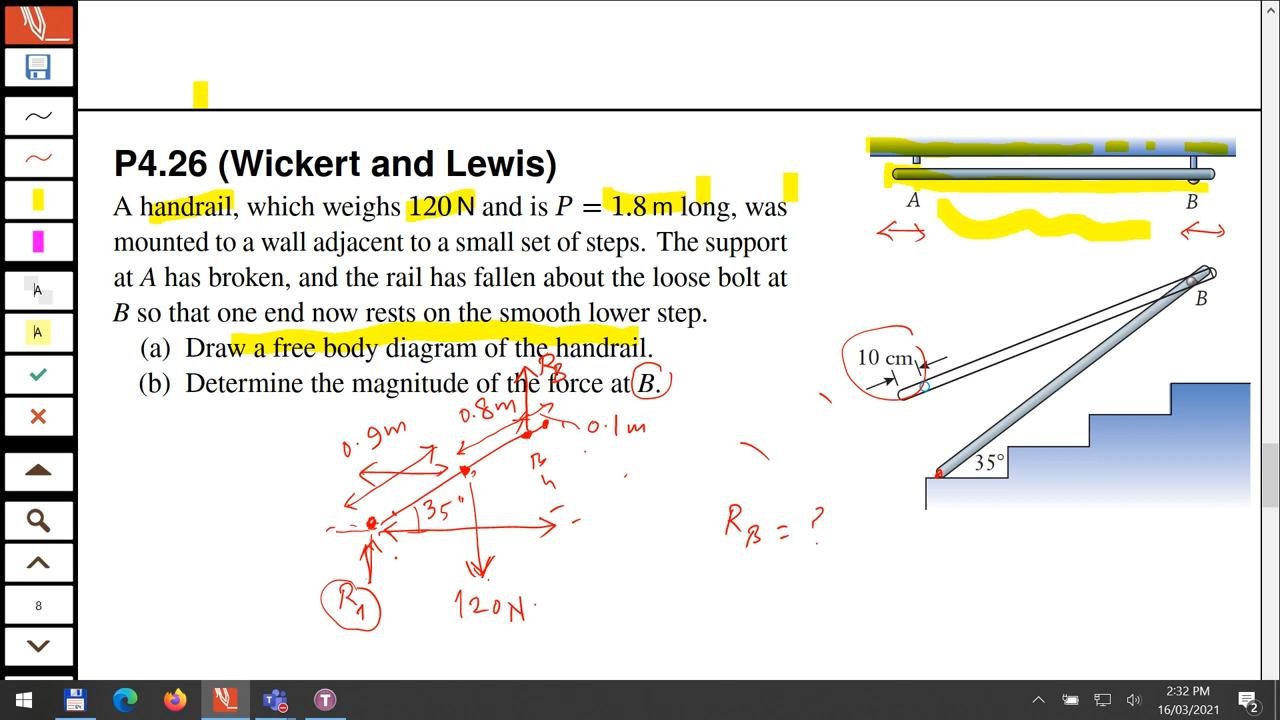 P4.26 (Wickert and Lewis)
A handrail, which weighs 120 N and is P = 1.8 m long, was
mounted to a wall adjacent to a small set of steps. The support
at A has broken, and the rail has fallen about the loose bolt at
B so that one end now rests on the smooth lower step.
(a) Draw a free body diagram of the handrail.
(b) Determine the magnitude of the force at B.
A
B
B
10 cm
35°
R_B
0.8m
0.9m
0.1m
B
35°
R_B = ?
R_1
120N
A
A
8
T
2:32 PM
16/03/2021
2